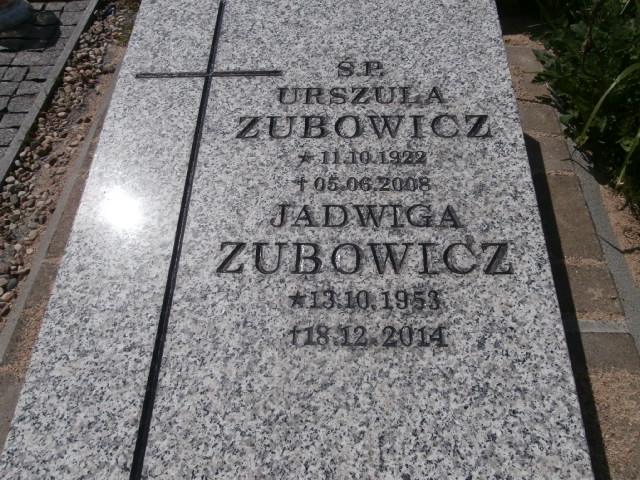 Ś.P.
URSZULA
ZUBOWICZ
★ 11.10.1922
† 05.06.2008
JADWIGA
ZUBOWICZ
★ 13.10.1953
† 18.12.2014